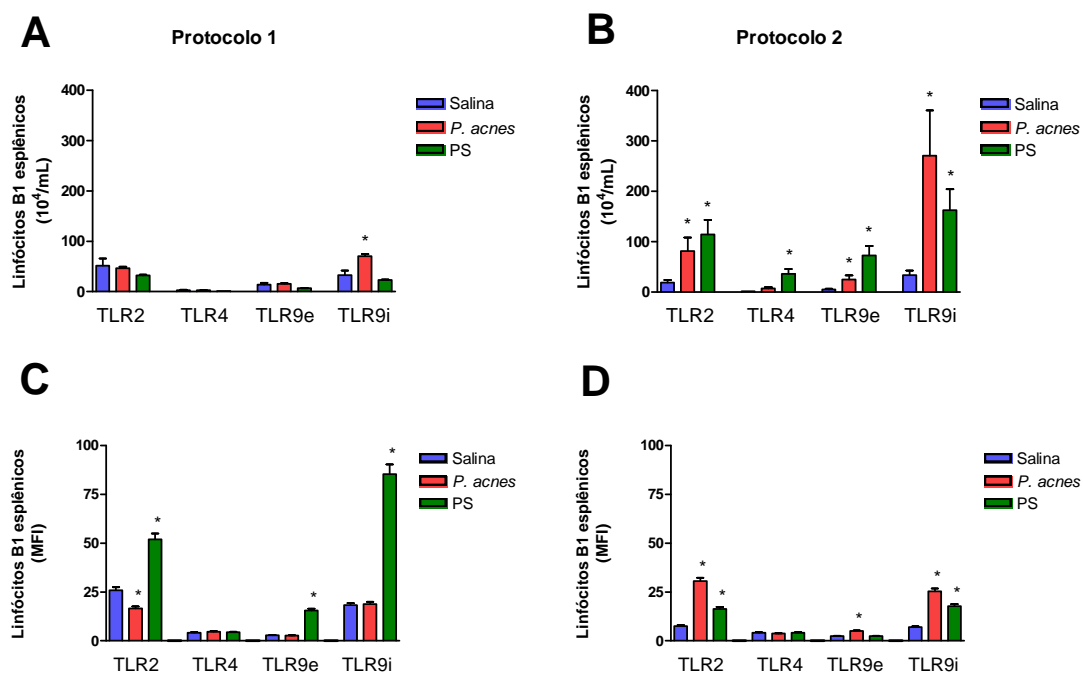 A
Protocolo 1
Linfócitos B1 esplênicos
(10⁴/mL)
400
300
200
100
0
*
TLR2 TLR4 TLR9e TLR9i
Salina
P. acnes
PS
B
Protocolo 2
Linfócitos B1 esplênicos
(10⁴/mL)
400
300
200
100
0
* * * * * * *
TLR2 TLR4 TLR9e TLR9i
Salina
P. acnes
PS
C
Linfócitos B1 esplênicos
(MFI)
100
75
50
25
0
* * * *
TLR2 TLR4 TLR9e TLR9i
Salina
P. acnes
PS
D
Linfócitos B1 esplênicos
(MFI)
100
75
50
25
0
* * * * *
TLR2 TLR4 TLR9e TLR9i
Salina
P. acnes
PS